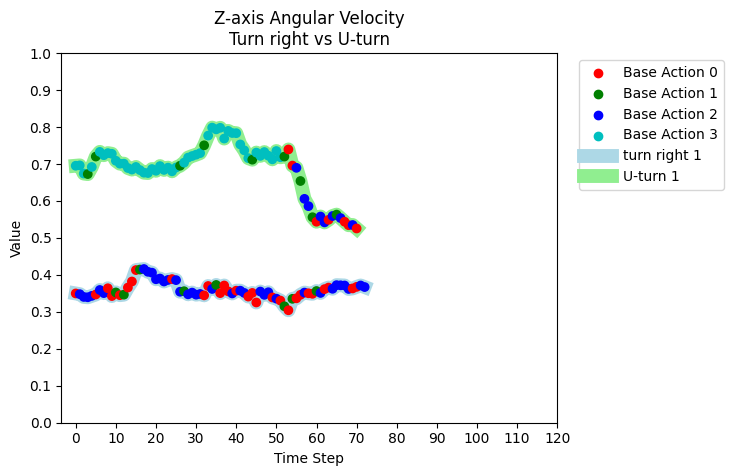 Z-axis Angular Velocity
Turn right vs U-turn
1.0
0.9
0.8
0.7
0.6
0.5
0.4
0.3
0.2
0.1
0.0
Value
0 10 20 30 40 50 60 70 80 90 100 110 120
Time Step
Base Action 0
Base Action 1
Base Action 2
Base Action 3
turn right 1
U-turn 1